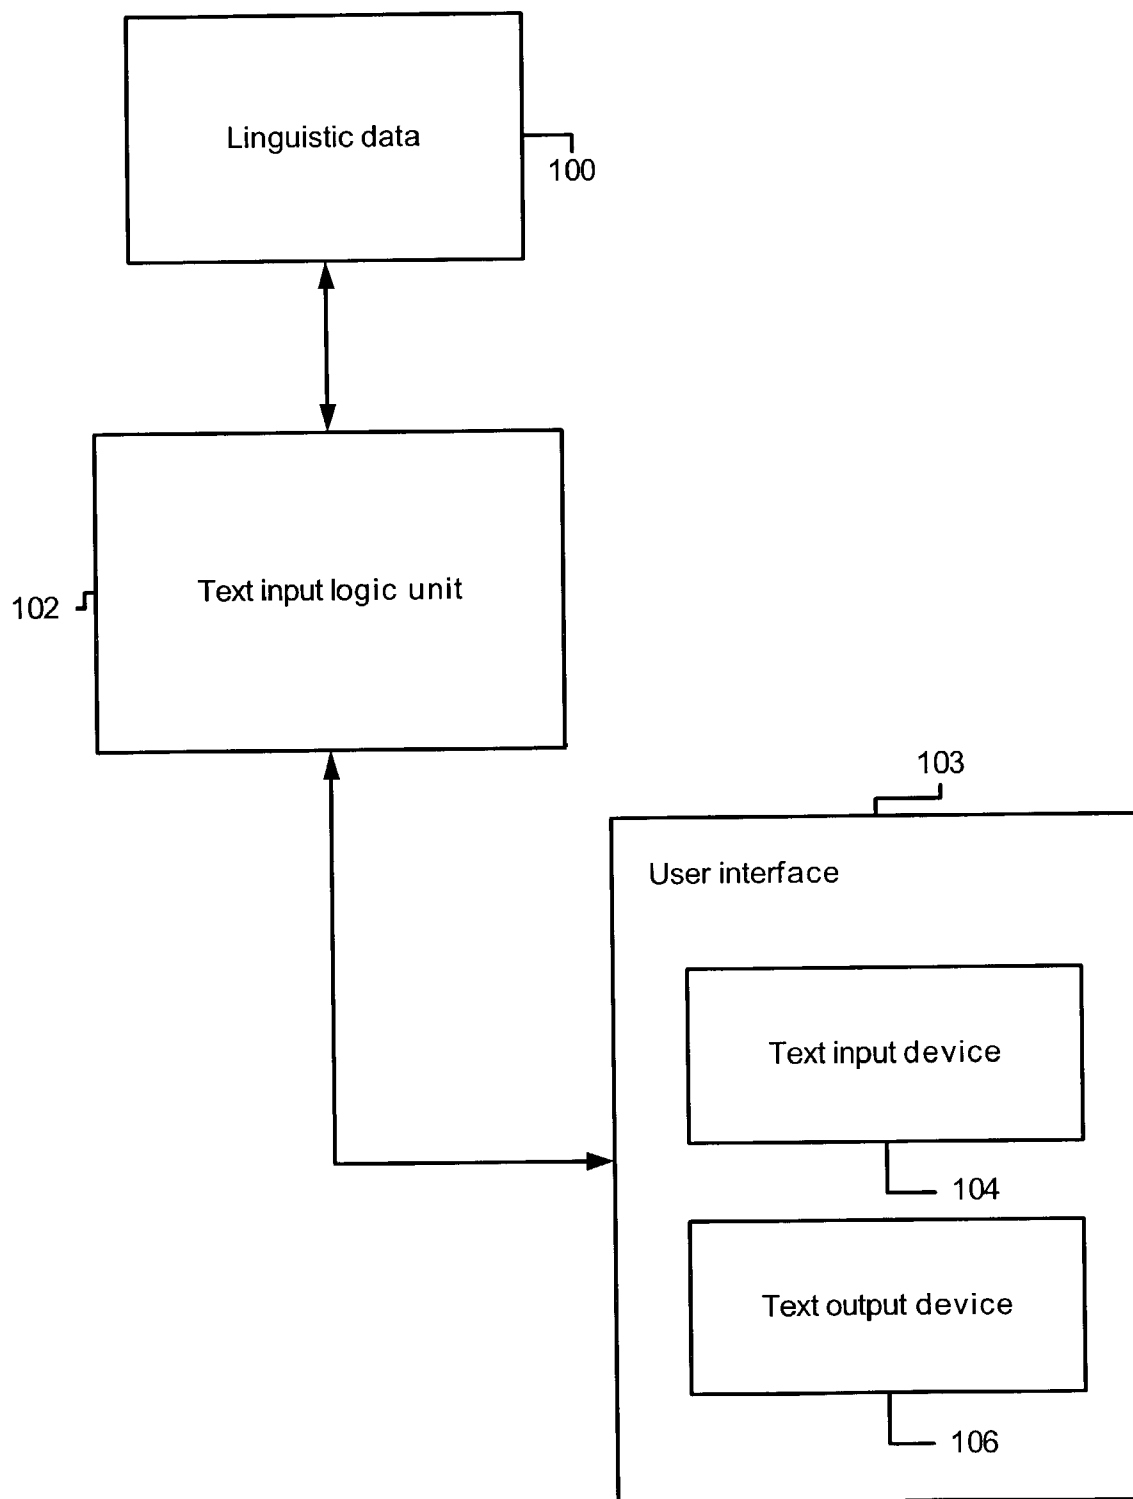 Linguistic data
100
Text input logic unit
102
103
User interface
Text input device
104
Text output device
106